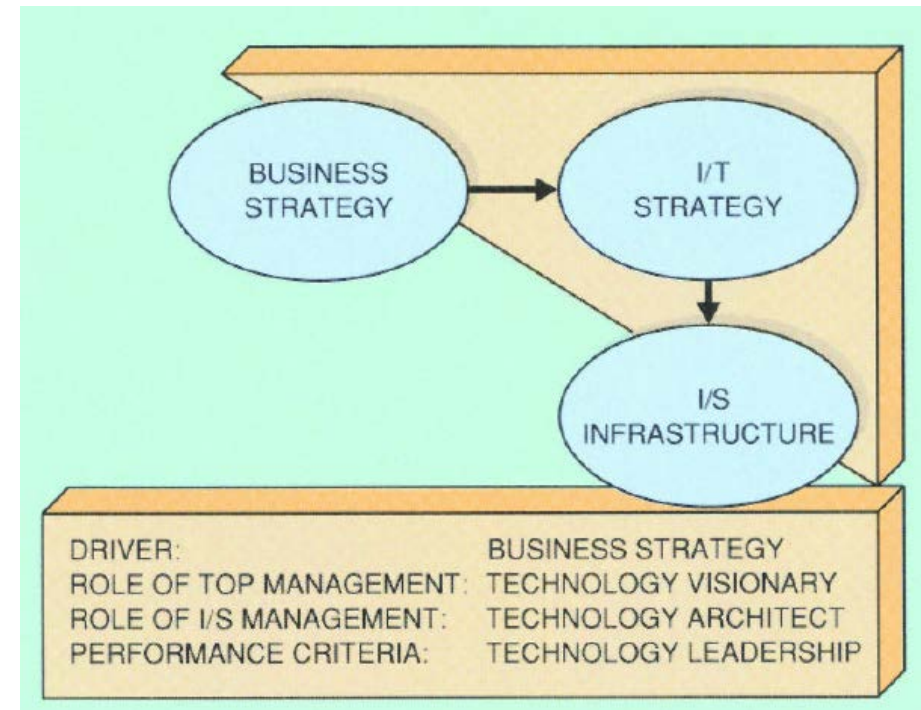 BUSINESS
STRATEGY
I/T
STRATEGY
I/S
INFRASTRUCTURE
DRIVER: BUSINESS STRATEGY
ROLE OF TOP MANAGEMENT: TECHNOLOGY VISIONARY
ROLE OF I/S MANAGEMENT: TECHNOLOGY ARCHITECT
PERFORMANCE CRITERIA: TECHNOLOGY LEADERSHIP